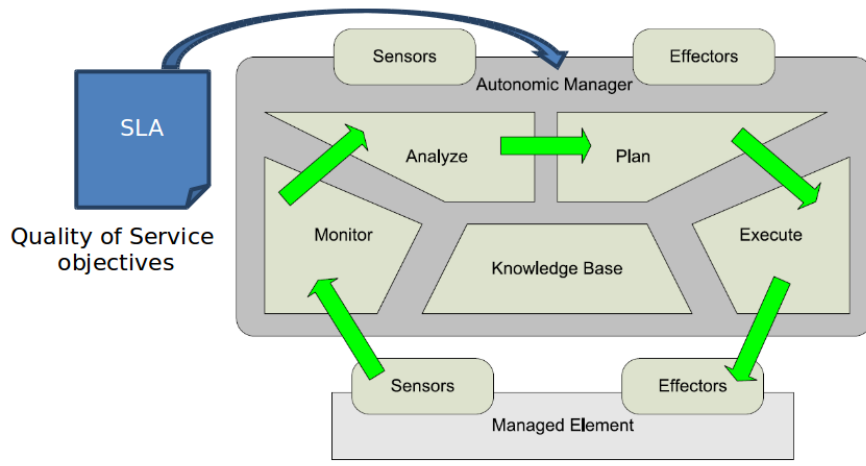 Sensors
Effectors
Autonomic Manager
SLA
Analyze
Plan
Quality of Service
objectives
Monitor
Execute
Knowledge Base
Sensors
Effectors
Managed Element